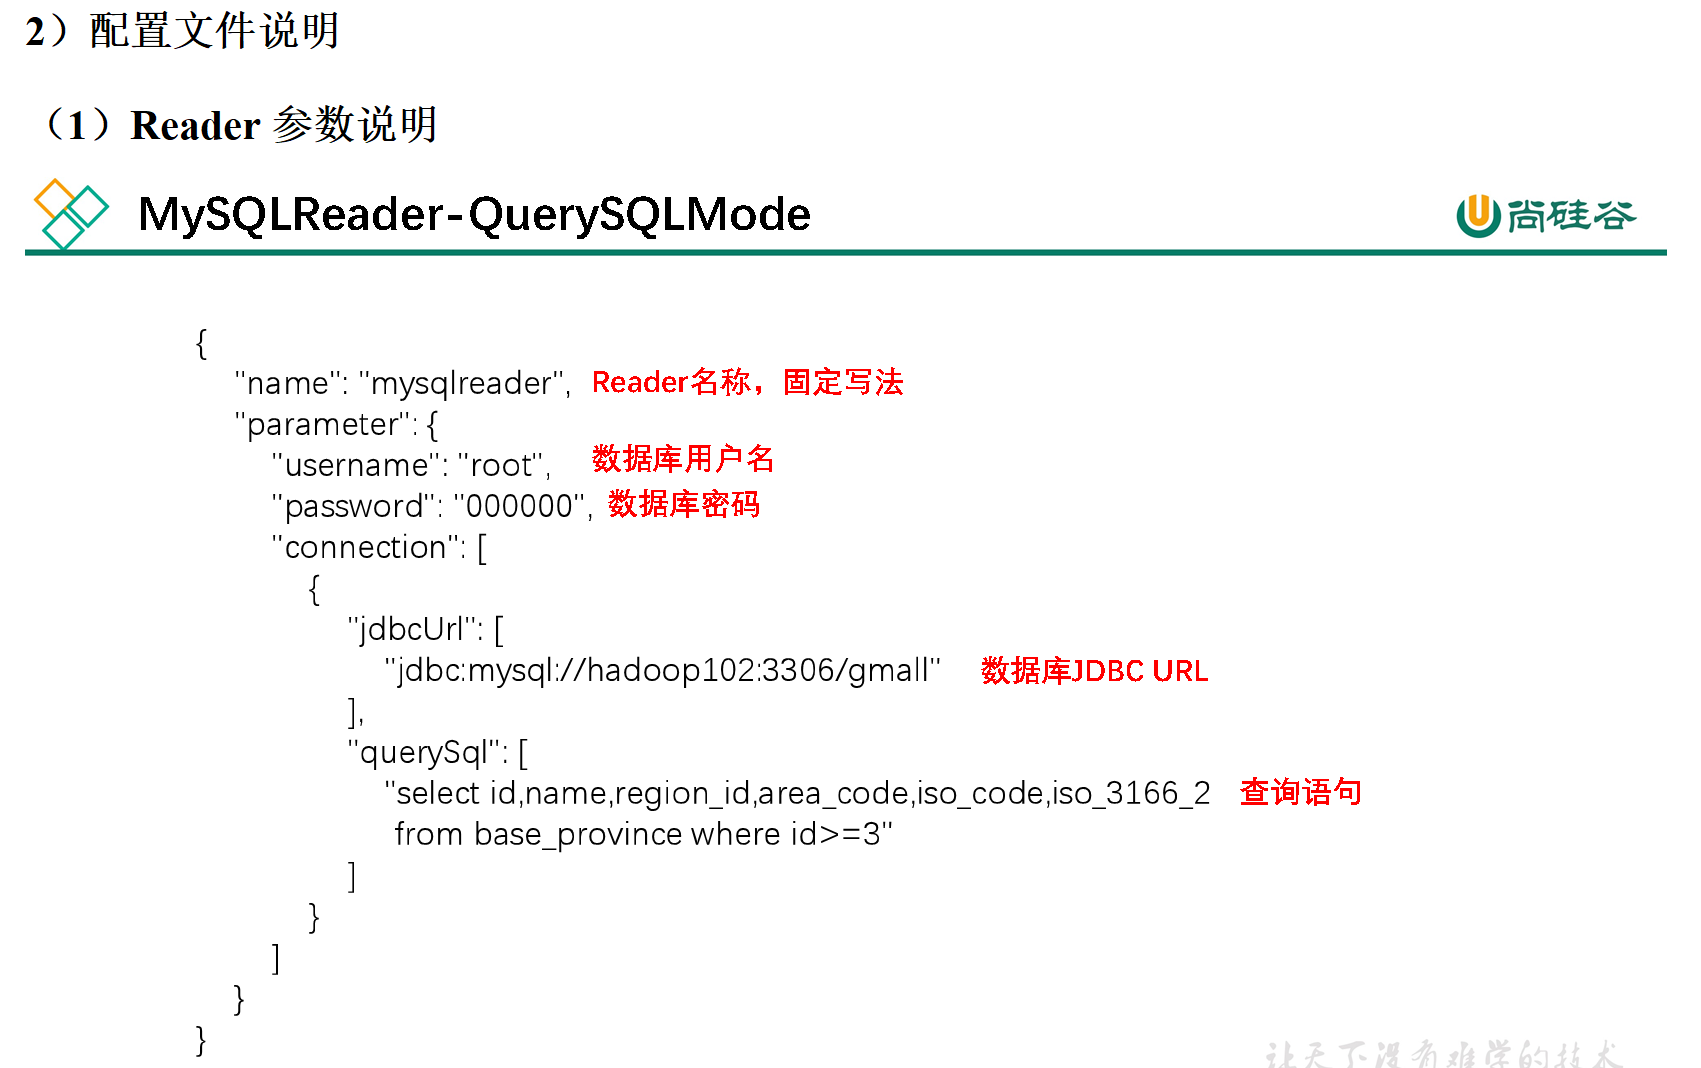 2）配置文件说明
（1）Reader 参数说明
MySQLReader-QuerySQLMode
尚硅谷
{
"name": "mysqlreader", Reader名称，固定写法
"parameter": {
"username": "root", 数据库用户名
"password": "000000", 数据库密码
"connection": [
{
"jdbcUrl": [
"jdbc:mysql://hadoop102:3306/gmall" 数据库JDBC URL
],
"querySql": [
"select id,name,region_id,area_code,iso_code,iso_3166_2 查询语句
from base_province where id>=3"
]
}
]
}
}
让天下没有难学的技术